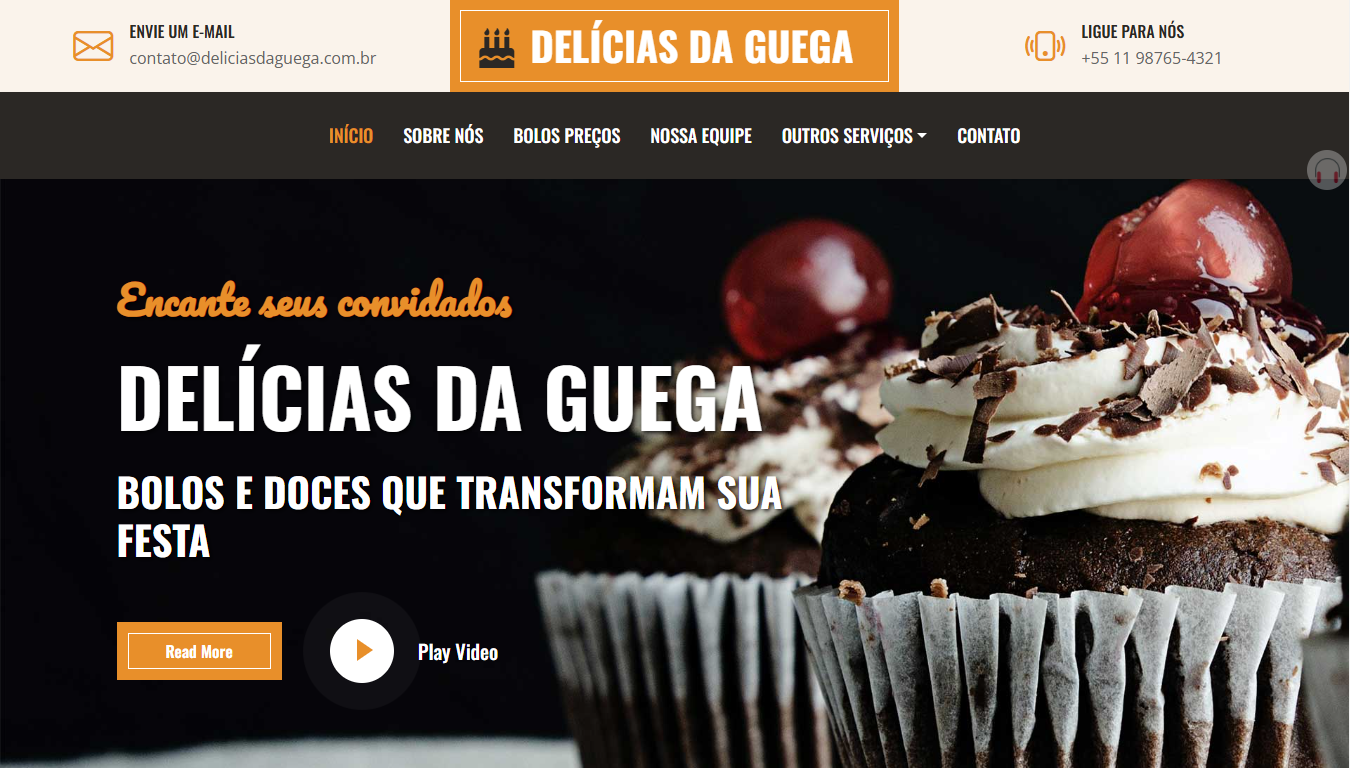 ENVIE UM E-MAIL
contato@deliciasdaguega.com.br
DELÍCIAS DA GUEGA
LIGUE PARA NÓS
+55 11 98765-4321
INÍCIO SOBRE NÓS BOLOS PREÇOS NOSSA EQUIPE OUTROS SERVIÇOS CONTATO
Encante seus convidados
DELÍCIAS DA GUEGA
BOLOS E DOCES QUE TRANSFORMAM SUA
FESTA
Read More Play Video